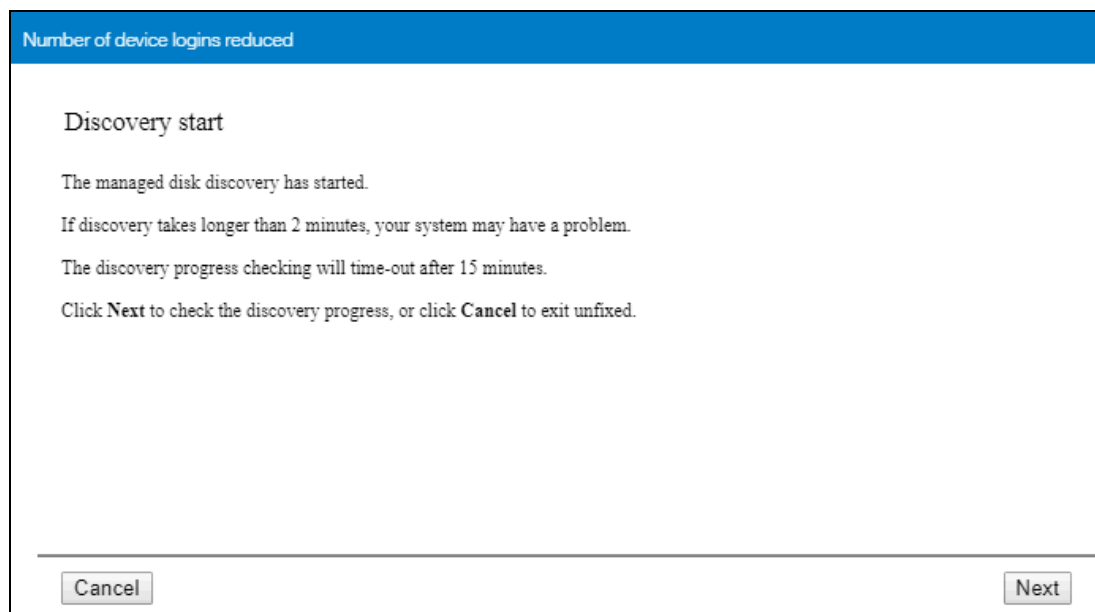 Number of device logins reduced
Discovery start
The managed disk discovery has started.
If discovery takes longer than 2 minutes, your system may have a problem.
The discovery progress checking will time-out after 15 minutes.
Click Next to check the discovery progress, or click Cancel to exit unfixed.
Cancel
Next